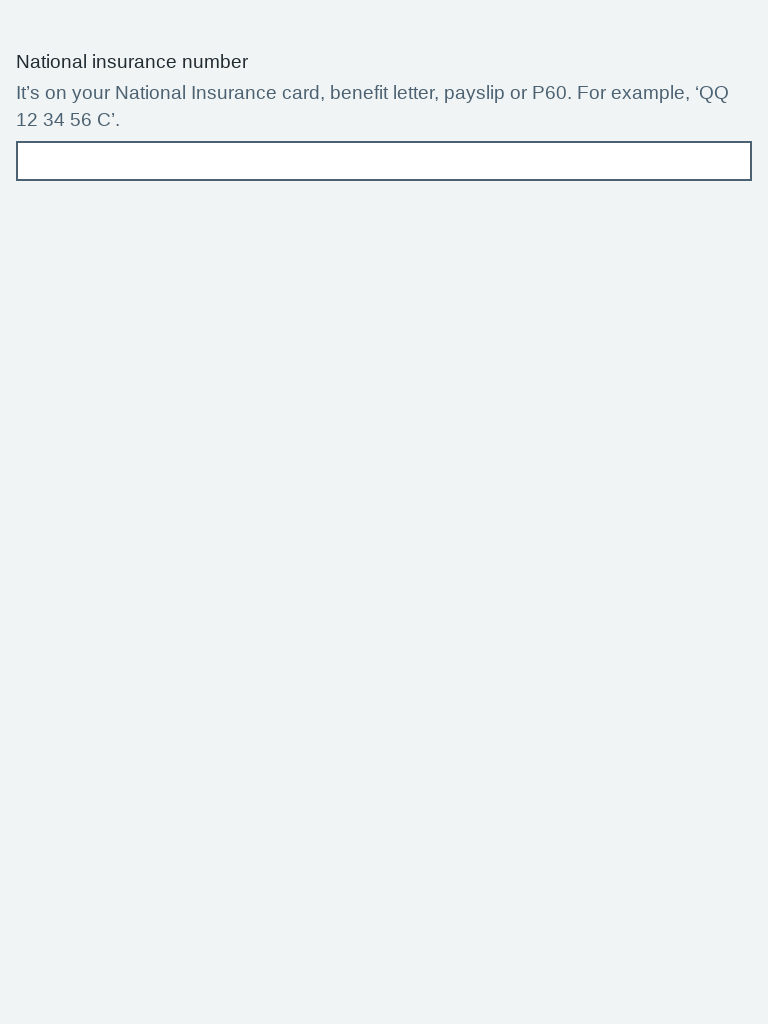 National insurance number
It’s on your National Insurance card, benefit letter, payslip or P60. For example, ‘QQ
12 34 56 C’.